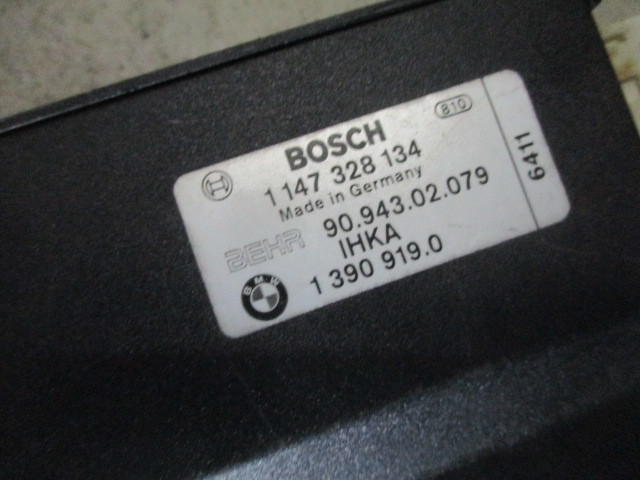 810
BOSCH
1 147 328 134
Made in Germany
BEHR 90.943.02.079
IHKA
BMW 1 390 919.0
6411